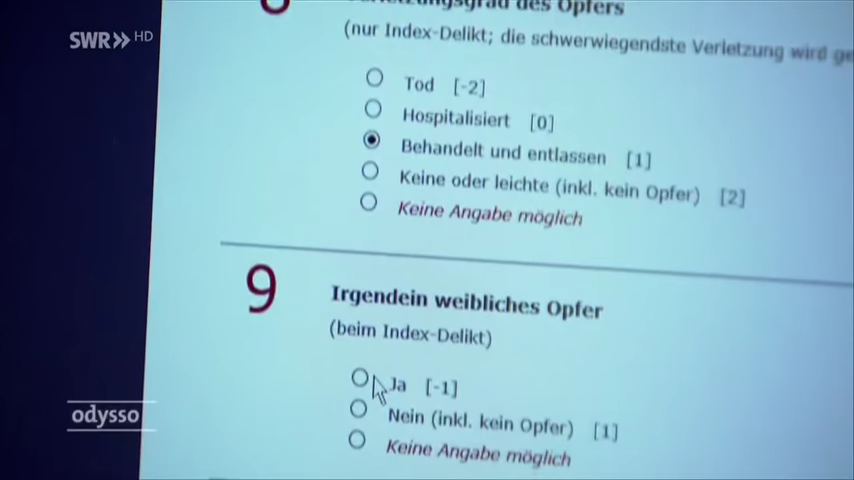 des Opfers
(nur Index-Delikt; die schwerwiegendste Verletzung wird
SWR HD
Tod [-2]
Hospitalisiert [0]
Behandelt und entlassen [1]
Keine oder leichte (inkl. kein Opfer) [2]
Keine Angabe möglich
9
Irgendein weibliches Opfer
(beim Index-Delikt)
Ja [-1]
odysso
Nein (inkl. kein Opfer) [1]
Keine Angabe möglich